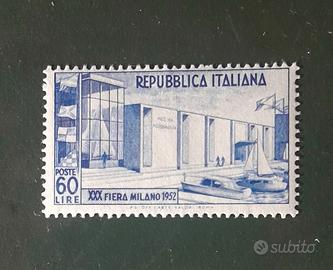 REPUBBLICA ITALIANA
POSTE
60
LIRE
XXX FIERA MILANO 1952
subito